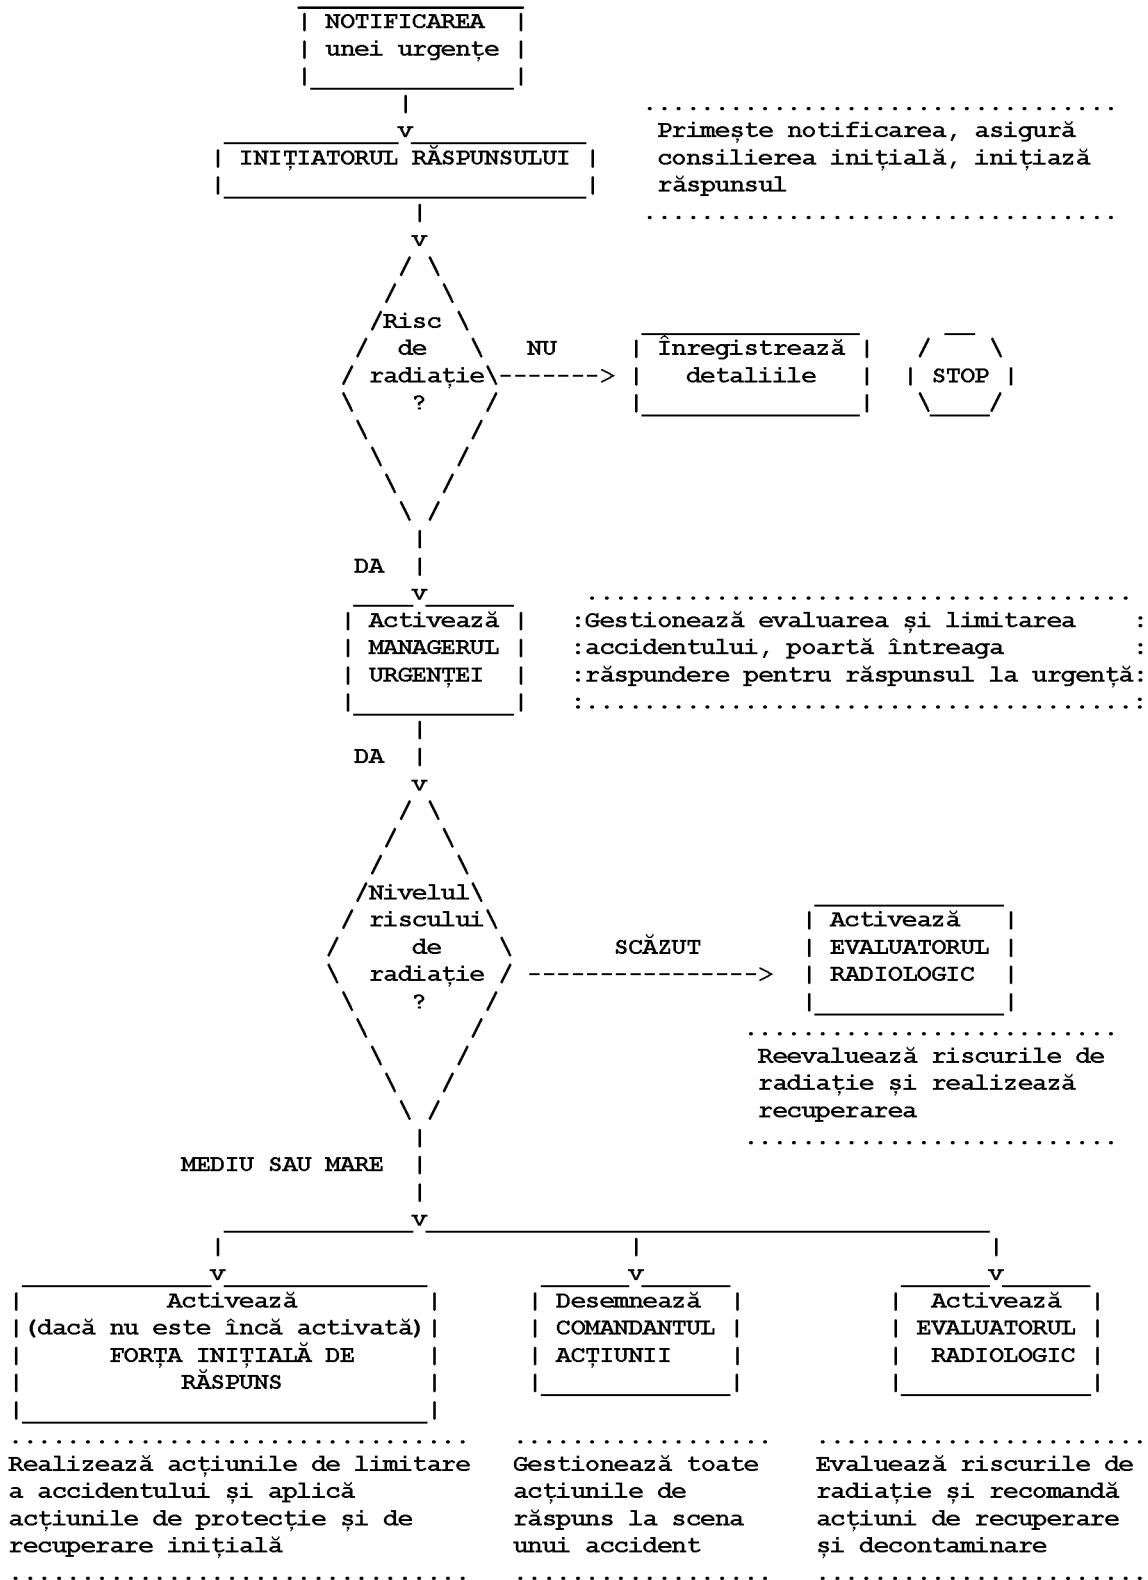 NOTIFICAREA
unei urgențe
INIȚIATORUL RĂSPUNSULUI
Primește notificarea, asigură
consilierea inițială, inițiază
răspunsul
Risc
de
radiație
?
NU
Înregistrează
detaliile
STOP
DA
Activează
MANAGERUL
URGENȚEI
:Gestionează evaluarea și limitarea :
:accidentului, poartă întreaga :
:răspundere pentru răspunsul la urgență:
DA
Nivelul
riscului
de
radiație
?
SCĂZUT
Activează
EVALUATORUL
RADIOLOGIC
Reevaluează riscurile de
radiație și realizează
recuperarea
MEDIU SAU MARE
Activează
(dacă nu este încă activată)
FORȚA INIȚIALĂ DE
RĂSPUNS
Desemnează
COMANDANTUL
ACȚIUNII
Activează
EVALUATORUL
RADIOLOGIC
Realizează acțiunile de limitare
a accidentului și aplică
acțiunile de protecție și de
recuperare inițială
Gestionează toate
acțiunile de
răspuns la scena
unui accident
Evaluează riscurile de
radiație și recomandă
acțiuni de recuperare
și decontaminare